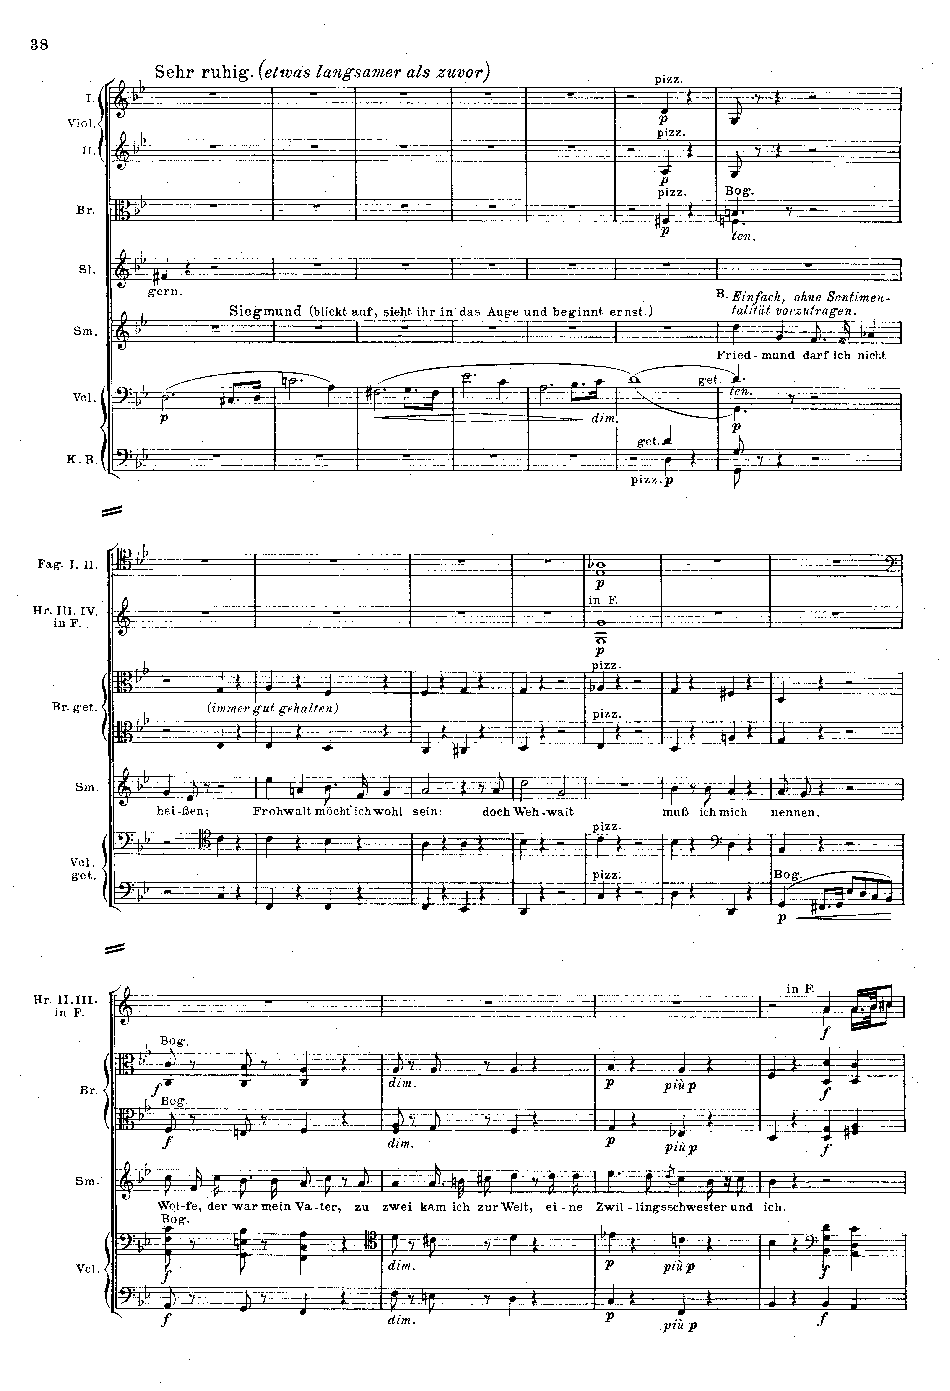 38
Sehr ruhig. (etwas langsamer als zuvor)
pizz.
I.
Viol.
p
pizz.
II.
p
pizz. Bog.
Br.
p ten.
Sl.
gern. B. Einfach, ohne Sentimen-
Siegmund (blickt auf, sieht ihr in das Auge und beginnt ernst.) talität vorzutragen.
Sm.
Fried-mund darf ich nicht
get.
Vcl. ten.
p dim. p
get.
K.B.
pizz. p
Fag. I. II.
p
Hr. III. IV. in F.
in F.
p
pizz.
Br. get. (immer gut gehalten)
pizz.
Sm.
hei-ßen; Frohwalt möcht' ich wohl sein: doch Weh-walt muß ich mich nennen.
pizz.
Vcl.
get. pizz. Bog.
p
in F.
Hr. II. III.
in F.
f
Bog.
f dim. p più p f
Br.
Bog.
f dim. p più p f
Sm.
Wol-fe, der war mein Va-ter, zu zwei kam ich zur Welt, ei-ne Zwil-lingsschwester und ich.
Bog.
Vcl. f dim. p più p f
f dim. p più p f